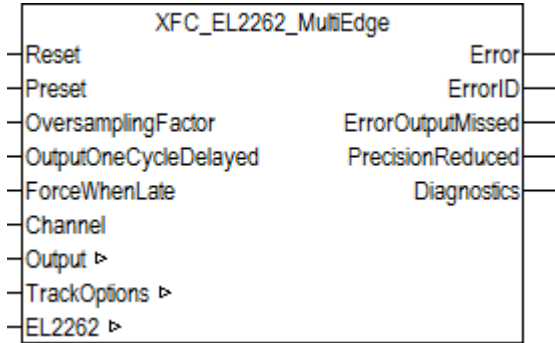 XFC_EL2262_MultiEdge
Reset Error
Preset ErrorID
OversamplingFactor ErrorOutputMissed
OutputOneCycleDelayed PrecisionReduced
ForceWhenLate Diagnostics
Channel
Output
TrackOptions
EL2262